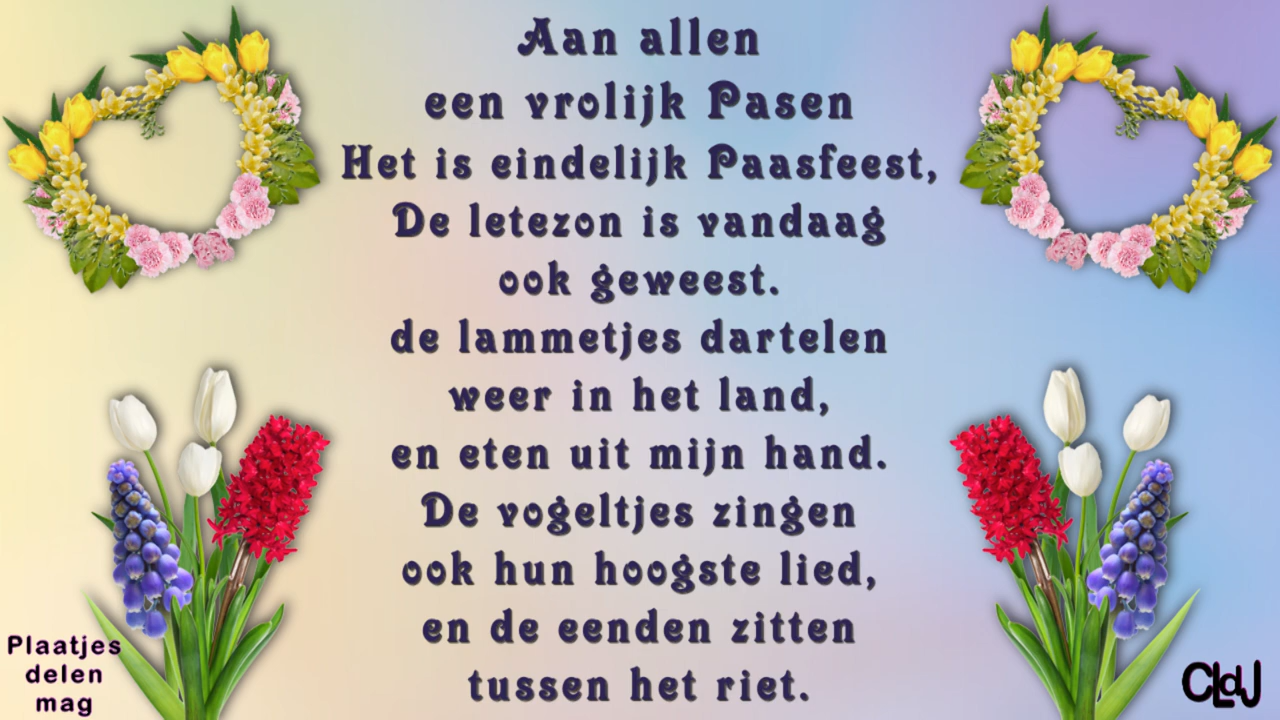 Aan allen
een vrolijk Pasen
Het is eindelijk Paasfeest,
De letezon is vandaag
ook geweest.
de lammetjes dartelen
weer in het land,
en eten uit mijn hand.
De vogeltjes zingen
ook hun hoogste lied,
en de eenden zitten
tussen het riet.
Plaatjes
delen
mag
CLdJ